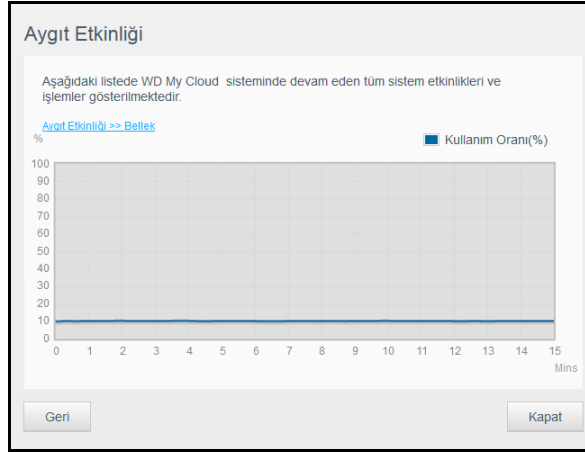 Aygıt Etkinliği
Aşağıdaki listede WD My Cloud sisteminde devam eden tüm sistem etkinlikleri ve
işlemler gösterilmektedir.
Aygıt Etkinliği >> Bellek
%
Kullanım Oranı(%)
100
90
80
70
60
50
40
30
20
10
0
0 1 2 3 4 5 6 7 8 9 10 11 12 13 14 15
Mins
Geri Kapat